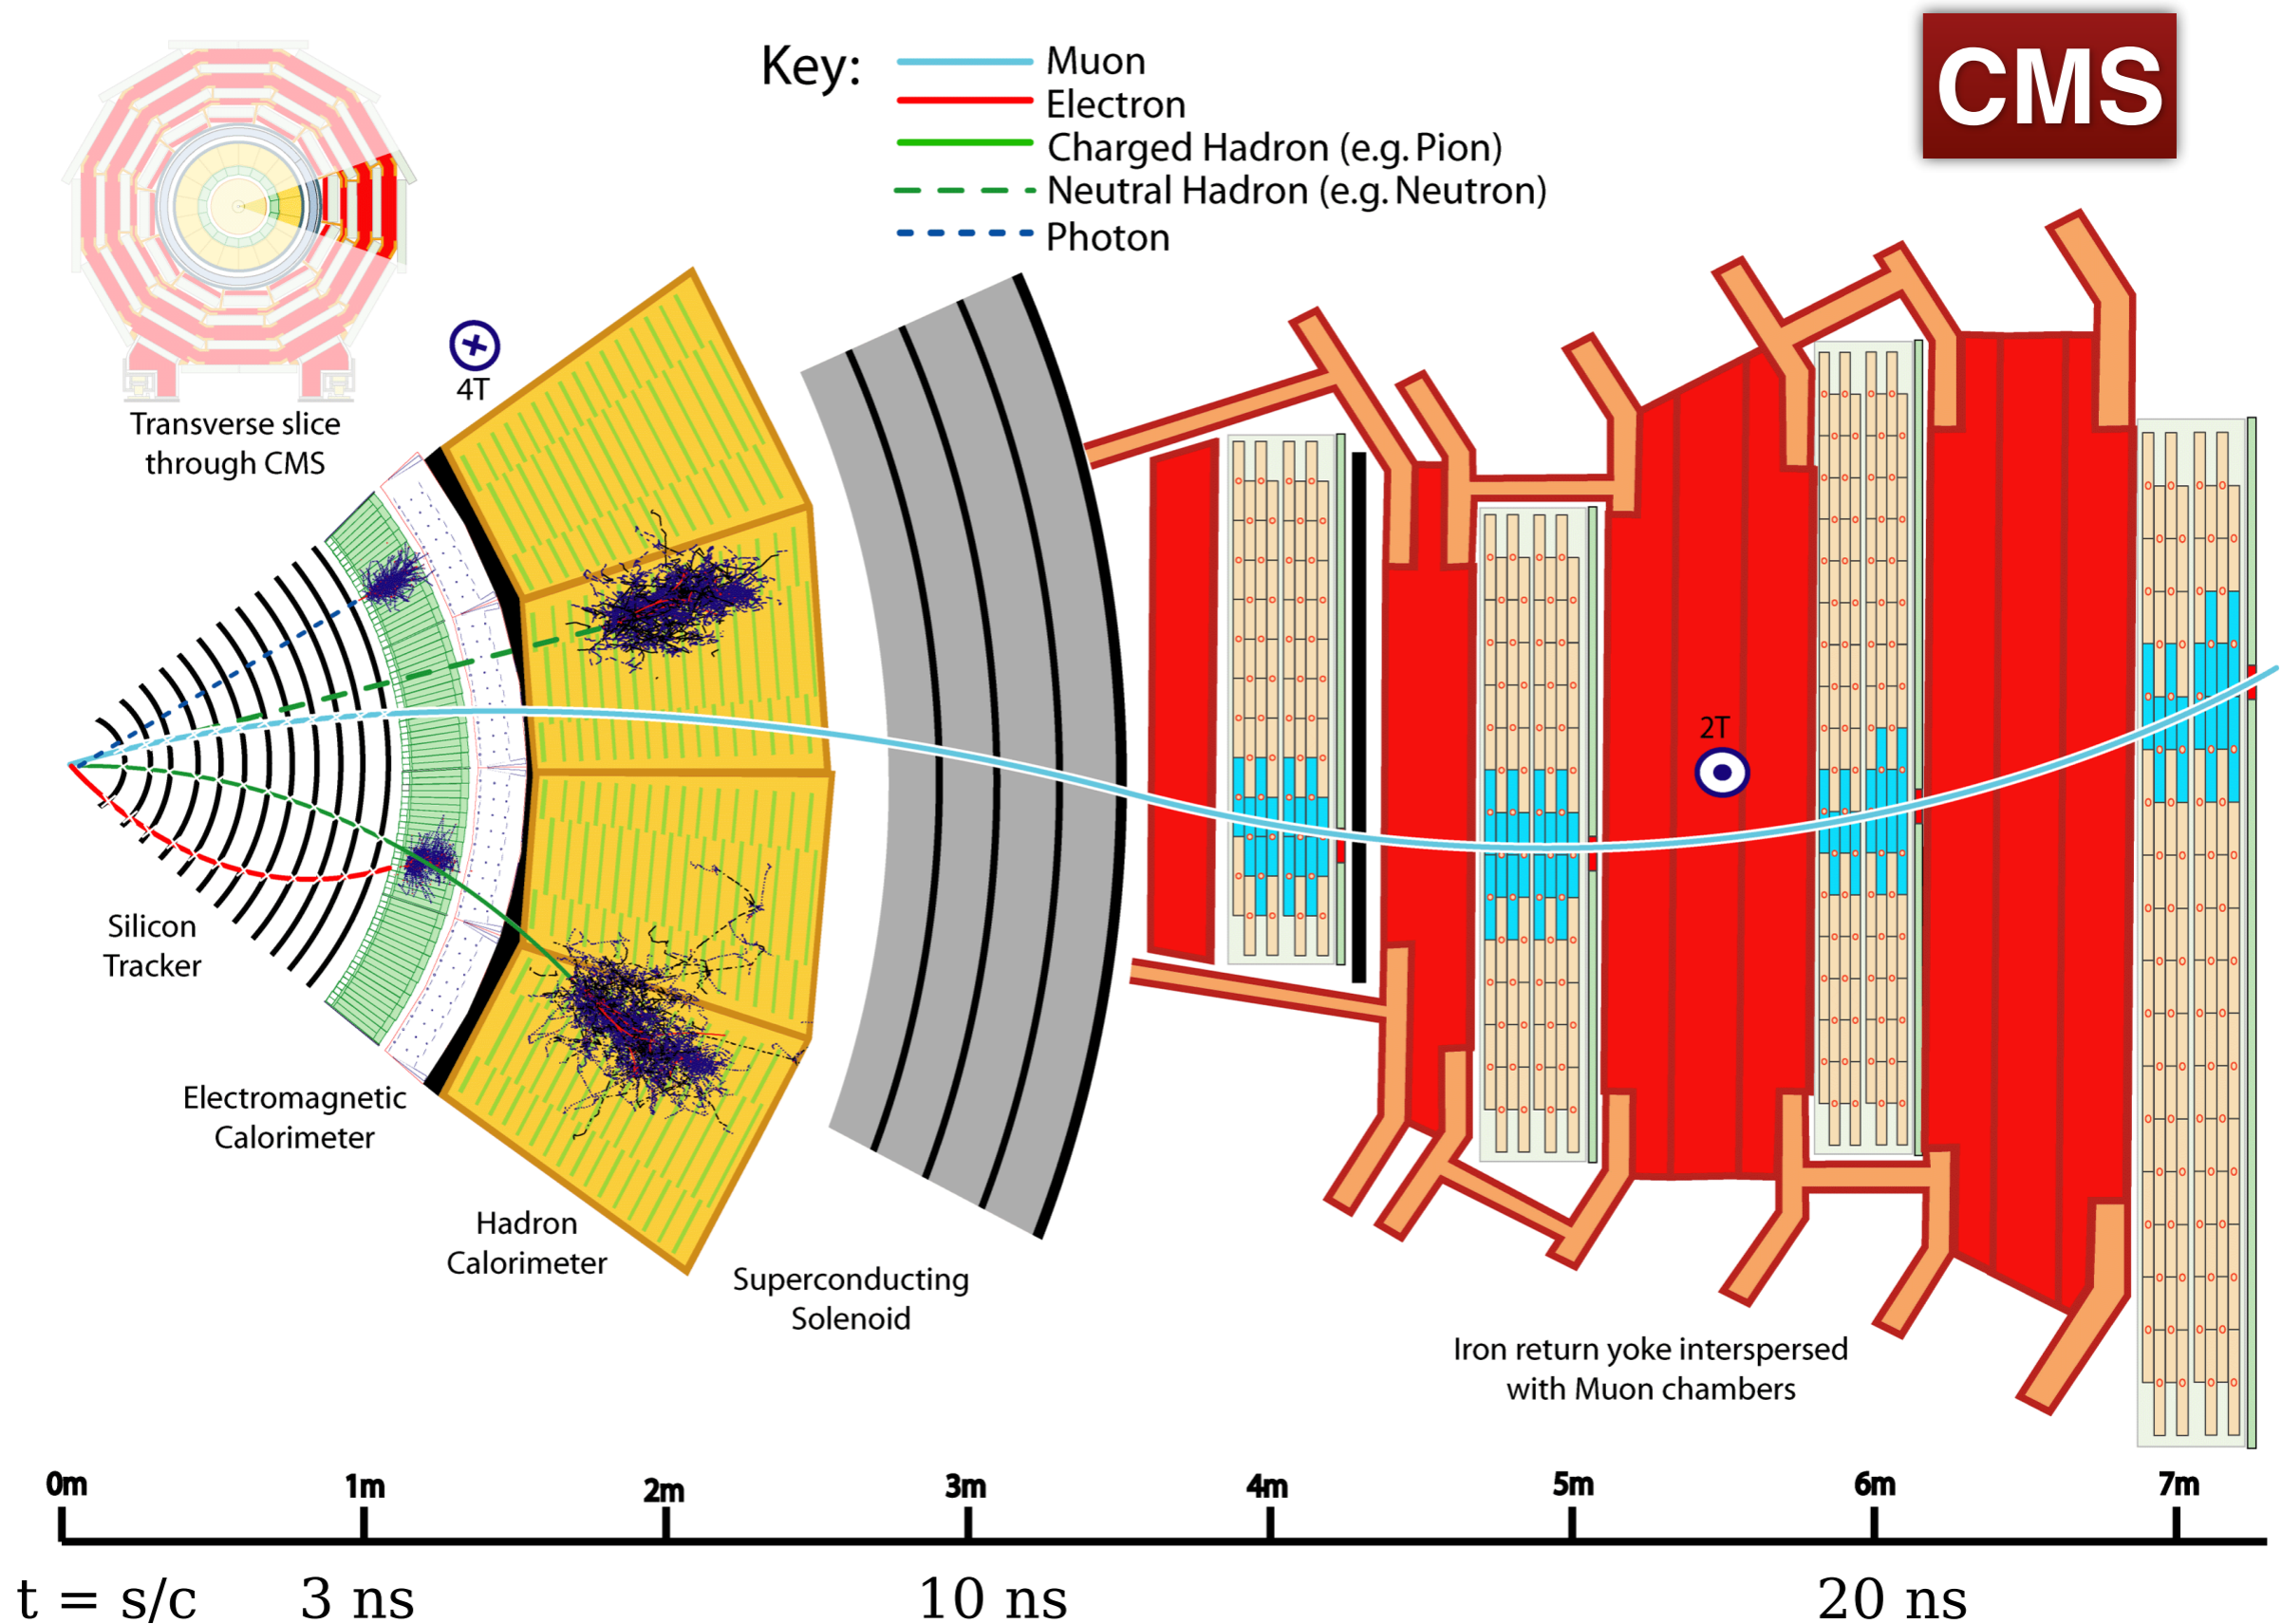 Key:
Muon
Electron
Charged Hadron (e.g. Pion)
Neutral Hadron (e.g. Neutron)
Photon
CMS
Transverse slice
through CMS
4T
2T
Silicon
Tracker
Electromagnetic
Calorimeter
Hadron
Calorimeter
Superconducting
Solenoid
Iron return yoke interspersed
with Muon chambers
0m 1m 2m 3m 4m 5m 6m 7m
t = s/c 3 ns 10 ns 20 ns